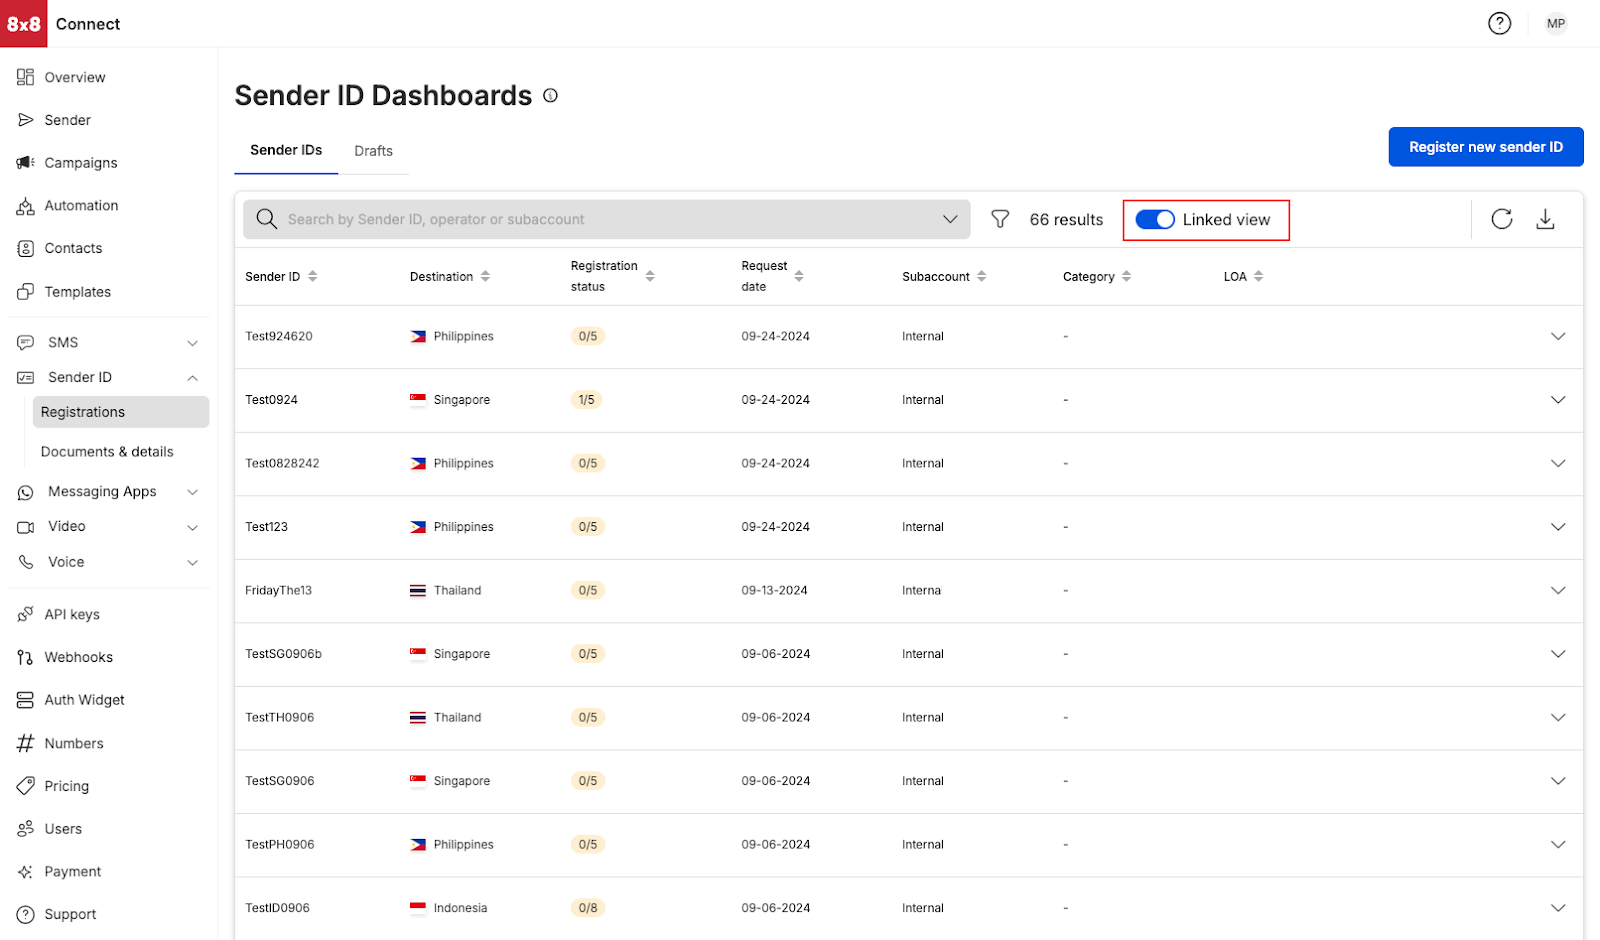 8x8 Connect
MP
Overview
Sender
Campaigns
Automation
Contacts
Templates
SMS
Sender ID
Registrations
Documents & details
Messaging Apps
Video
Voice
API keys
Webhooks
Auth Widget
Numbers
Pricing
Users
Payment
Support
Sender ID Dashboards
Sender IDs Drafts
Register new sender ID
Search by Sender ID, operator or subaccount 66 results Linked view
Sender ID Destination Registration status Request date Subaccount Category LOA
Test924620 Philippines 0/5 09-24-2024 Internal -
Test0924 Singapore 1/5 09-24-2024 Internal -
Test0828242 Philippines 0/5 09-24-2024 Internal -
Test123 Philippines 0/5 09-24-2024 Internal -
FridayThe13 Thailand 0/5 09-13-2024 Interna -
TestSG0906b Singapore 0/5 09-06-2024 Internal -
TestTH0906 Thailand 0/5 09-06-2024 Internal -
TestSG0906 Singapore 0/5 09-06-2024 Internal -
TestPH0906 Philippines 0/5 09-06-2024 Internal -
TestID0906 Indonesia 0/8 09-06-2024 Internal -